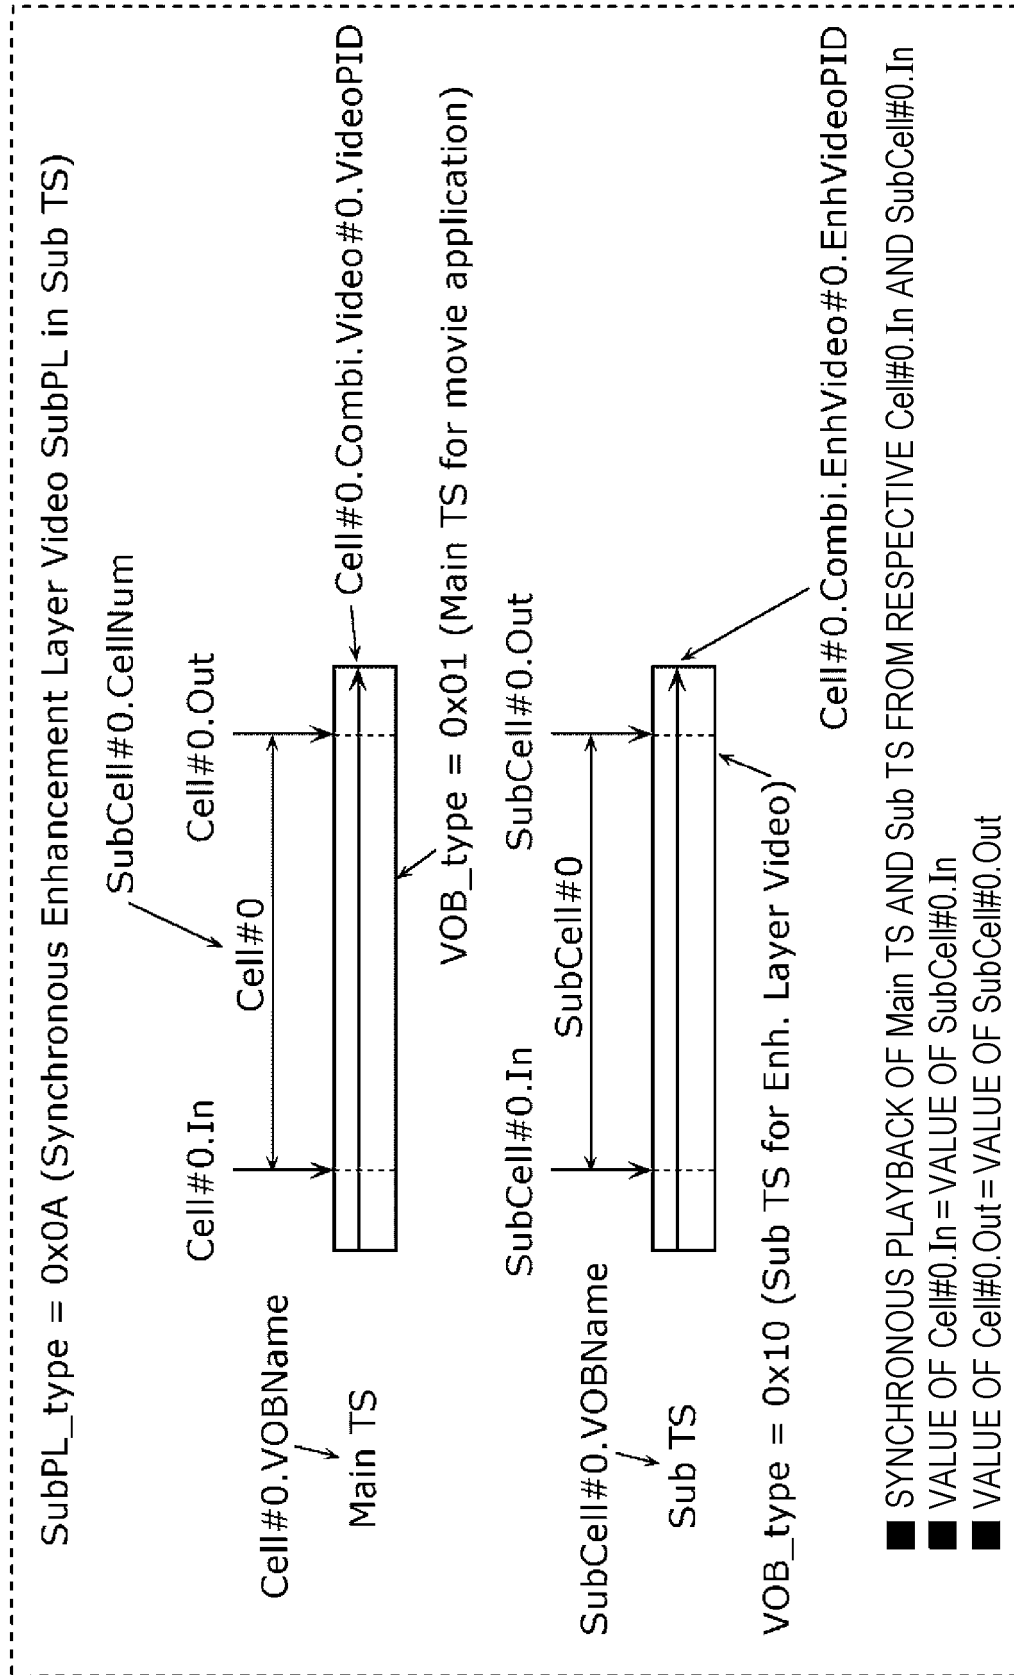 SubPL_type = 0x0A (Synchronous Enhancement Layer Video SubPL in Sub TS)
SubCell#0.CellNum
Cell#0.In
Cell#0.Out
Cell#0.VOBName
Cell#0
Main TS
Cell#0.Combi.Video#0.VideoPID
VOB_type = 0x01 (Main TS for movie application)
SubCell#0.In
SubCell#0.Out
SubCell#0.VOBName
SubCell#0
Sub TS
VOB_type = 0x10 (Sub TS for Enh. Layer Video)
Cell#0.Combi.EnhVideo#0.EnhVideoPID
■ SYNCHRONOUS PLAYBACK OF Main TS AND Sub TS FROM RESPECTIVE Cell#0.In AND SubCell#0.In
■ VALUE OF Cell#0.In = VALUE OF SubCell#0.In
■ VALUE OF Cell#0.Out = VALUE OF SubCell#0.Out